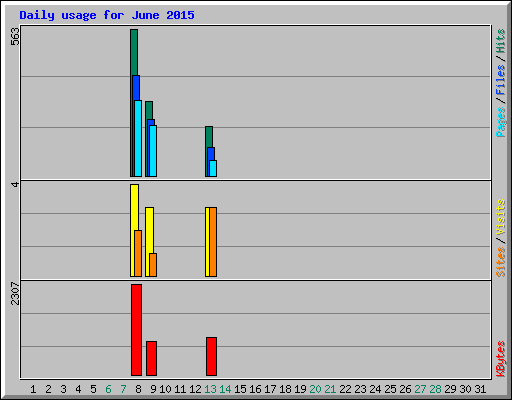 Daily usage for June 2015
563
Pages / Files / Hits
4
Sites / Visits
2307
KBytes
1 2 3 4 5 6 7 8 9 10 11 12 13 14 15 16 17 18 19 20 21 22 23 24 25 26 27 28 29 30 31